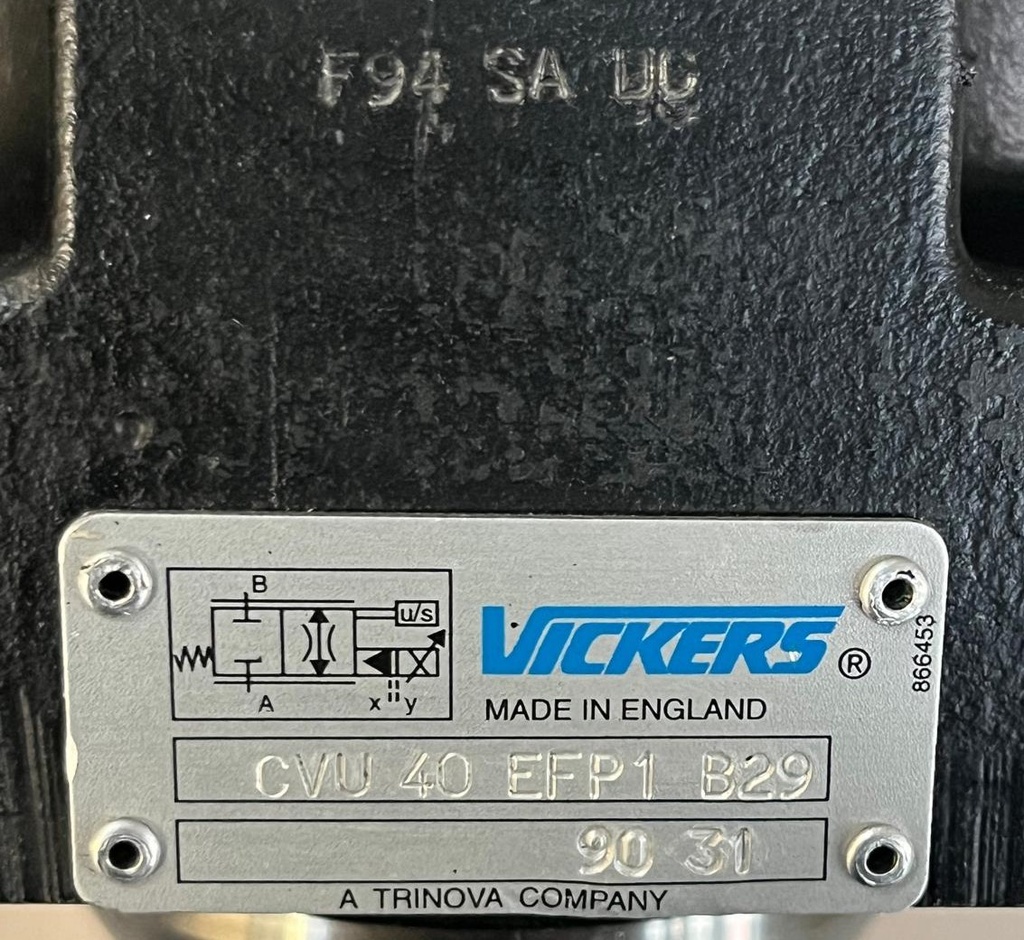 F94 SA UC
B
u/s
A
x y
VICKERS ®
866453
MADE IN ENGLAND
CVU 40 EFP1 B29
90 31
A TRINOVA COMPANY